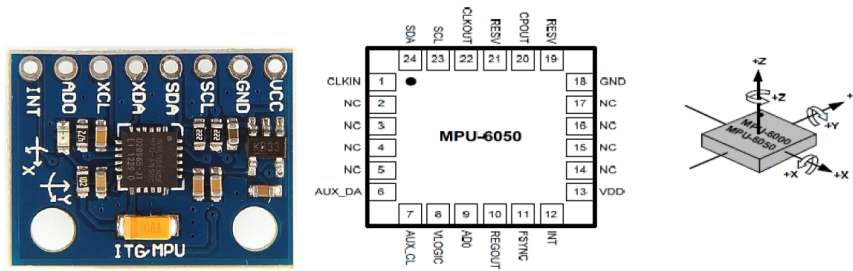 INT AD0 XCL XDA SDA SCL GND VCC
X
Y
ITG/MPU
SDA SCL CLKOUT RESV CPOUT RESV
24 23 22 21 20 19
CLKIN 1 18 GND
NC 2 17 NC
NC 3 16 NC
NC 4 15 NC
NC 5 14 NC
AUX_DA 6 13 VDD
MPU-6050
7 8 9 10 11 12
AUX_CL VLOGIC AD0 REGOUT FSYNC INT
+Z
+Z
+Y
+X
+X
MPU-6000
MPU-6050